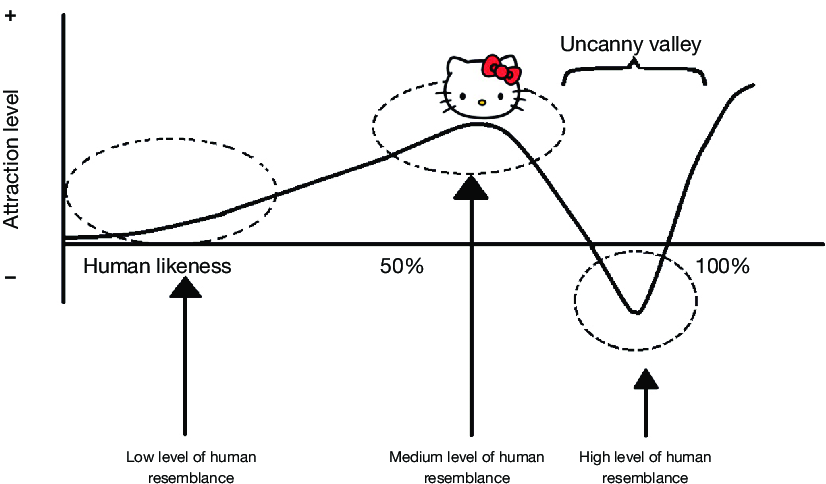 +
Uncanny valley
Attraction level
Human likeness
50%
100%
–
Low level of human
resemblance
Medium level of human
resemblance
High level of human
resemblance